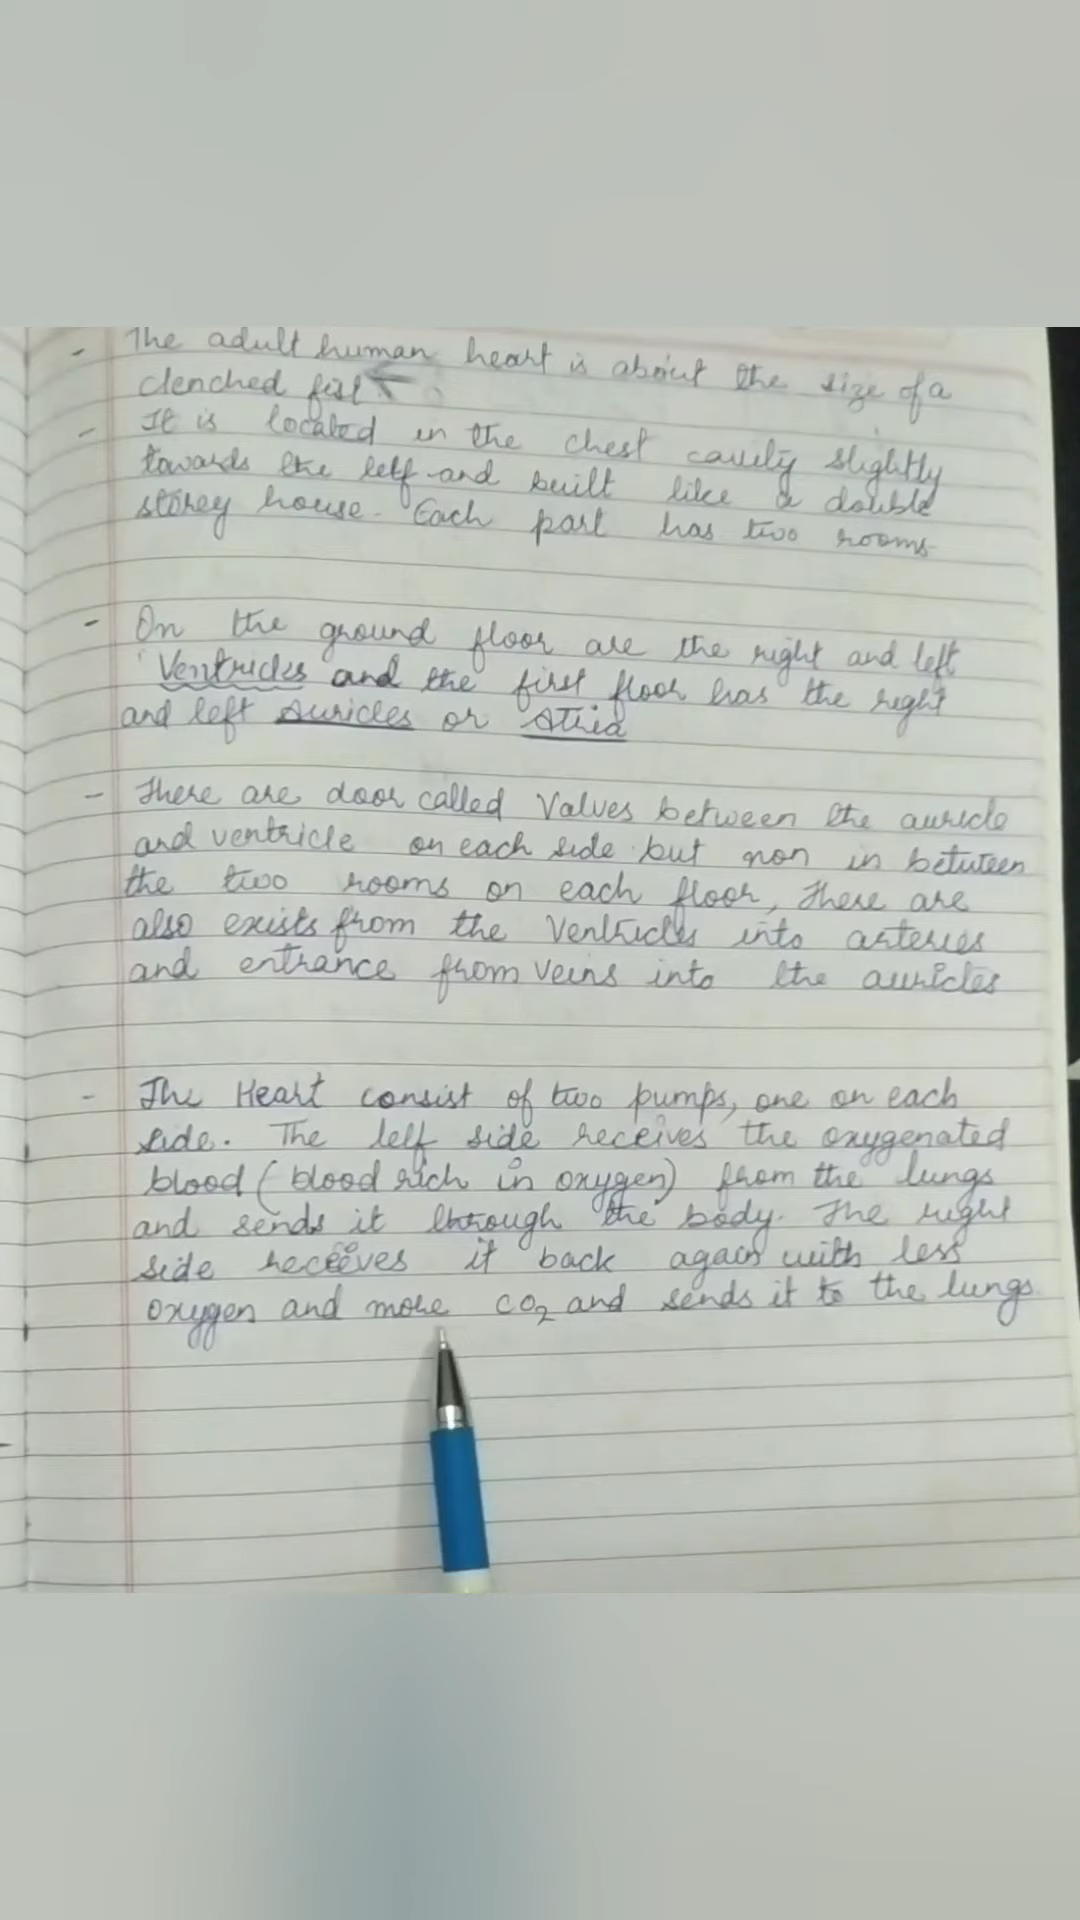 - The adult human heart is about the size of a
clenched fist
- It is located in the chest cavity slightly
towards the left and built like a double
storey house. Each part has two rooms
- On the ground floor are the right and left
Ventricles and the first floor has the right
and left auricles or atria
- There are door called Valves between the auricle
and ventricle on each side but non in between
the two rooms on each floor, There are
also exists from the Ventricles into arteries
and entrance from veins into the auricles
- The Heart consist of two pumps, one on each
side. The left side receives the oxygenated
blood (blood rich in oxygen) from the lungs
and sends it through the body. The right
side receives it back again with less
oxygen and more CO2 and sends it to the lungs